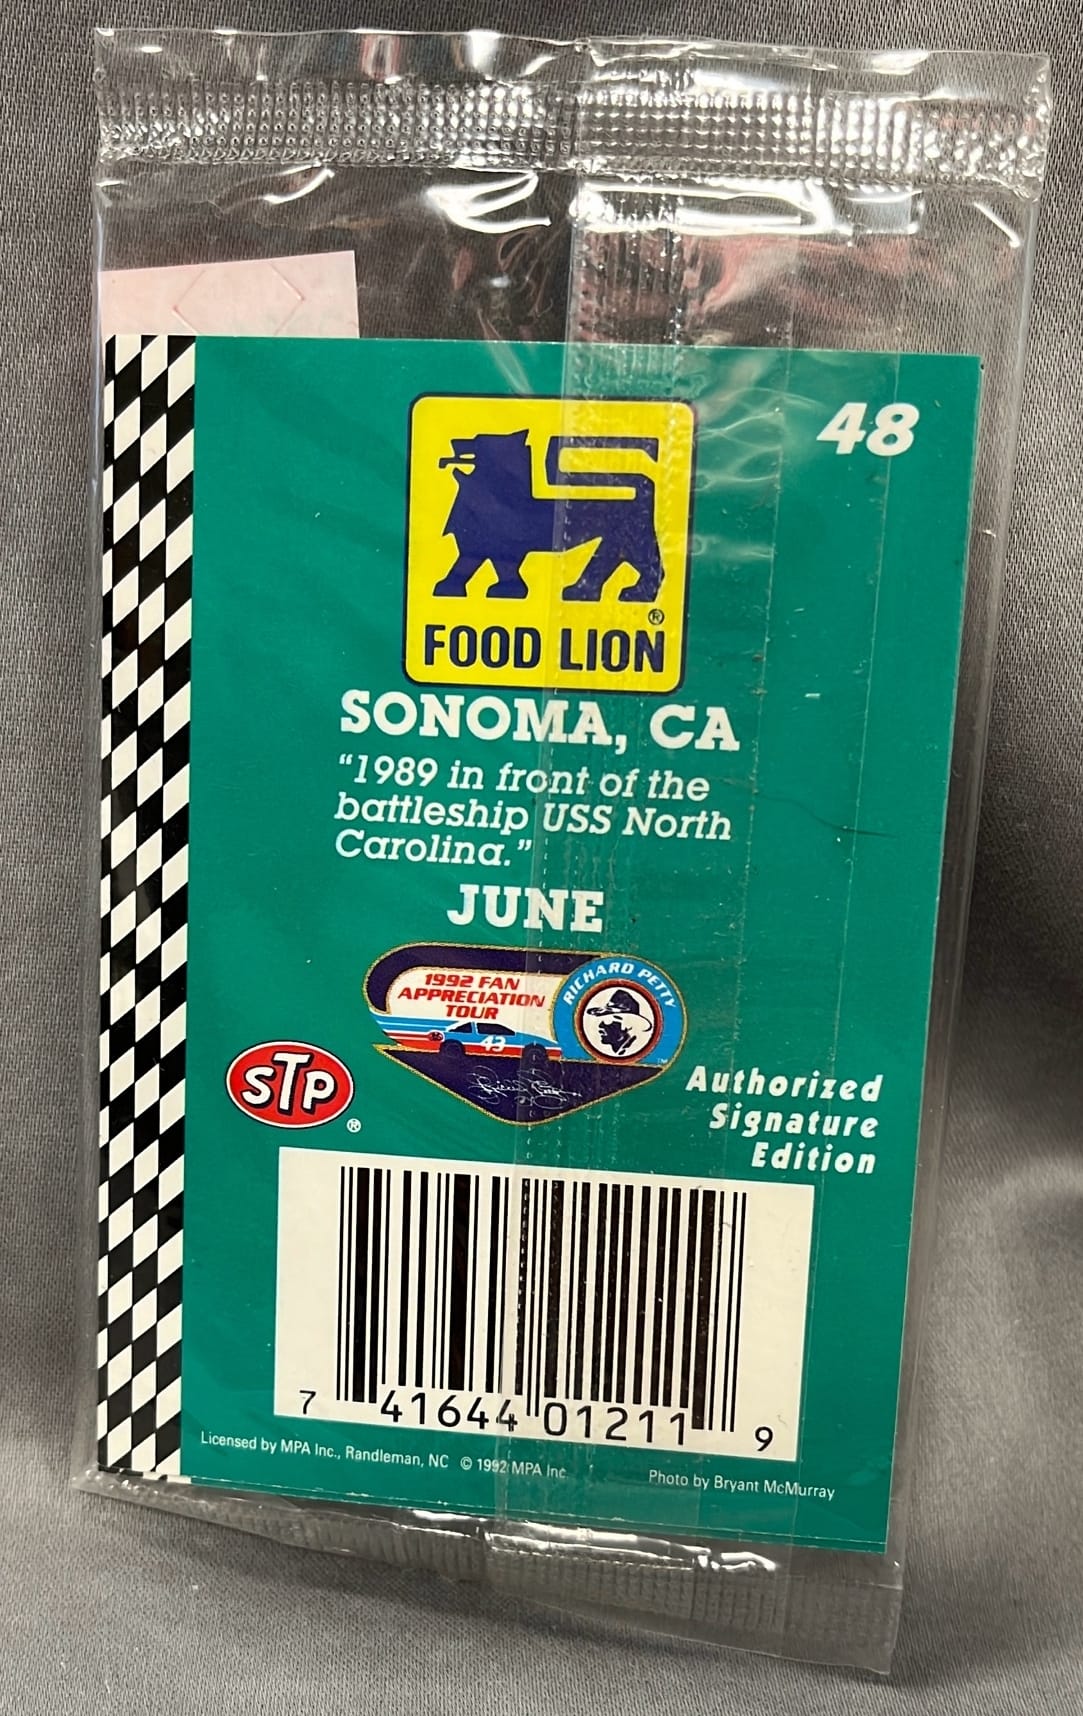 48
FOOD LION
®
SONOMA, CA
“1989 in front of the
battleship USS North
Carolina.”
JUNE
1992 FAN
APPRECIATION
TOUR
43
RICHARD PETTY
TM
STP
®
Authorized
Signature
Edition
7 41644 01211 9
Licensed by MPA Inc., Randleman, NC © 1992 MPA Inc.
Photo by Bryant McMurray